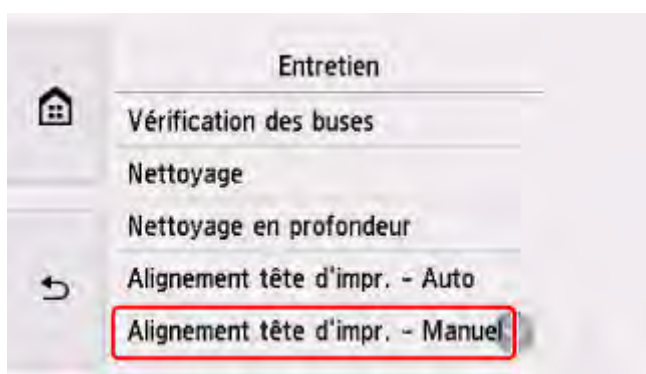 Entretien
Vérification des buses
Nettoyage
Nettoyage en profondeur
Alignement tête d'impr. - Auto
Alignement tête d'impr. - Manuel